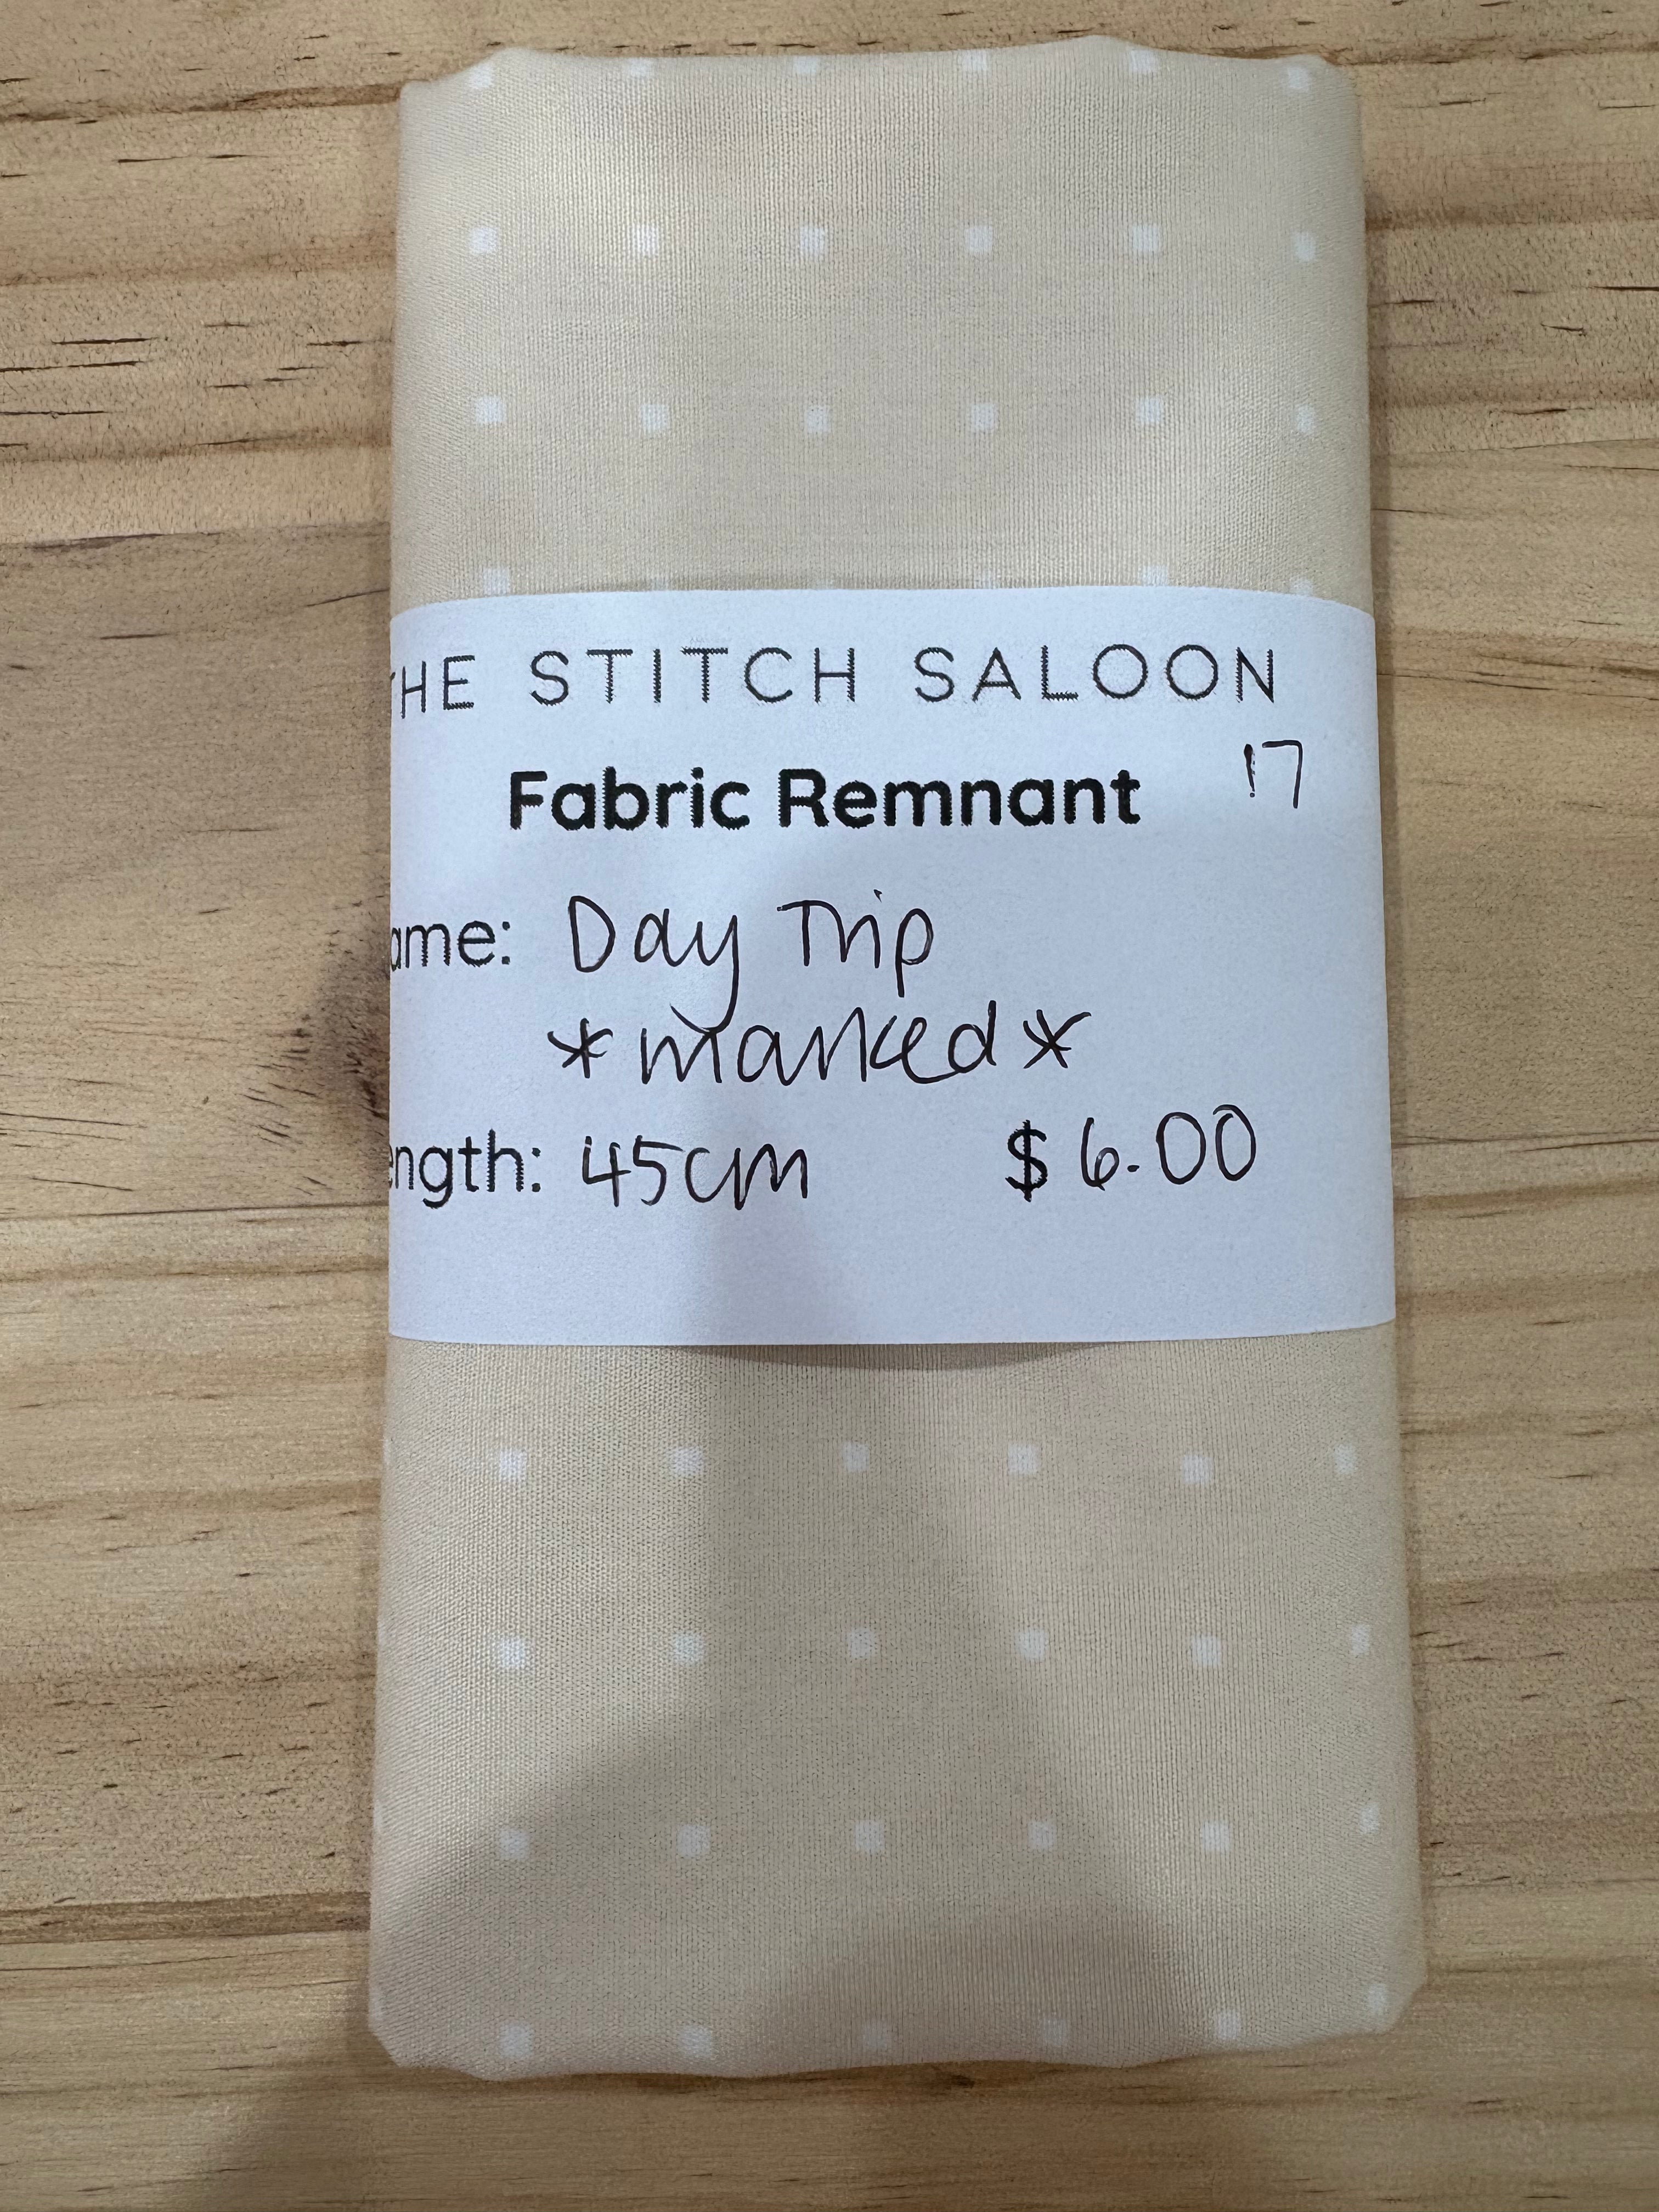 THE STITCH SALOON
Fabric Remnant 17
ame: Day Trip
*marked*
ength: 45cm $6.00